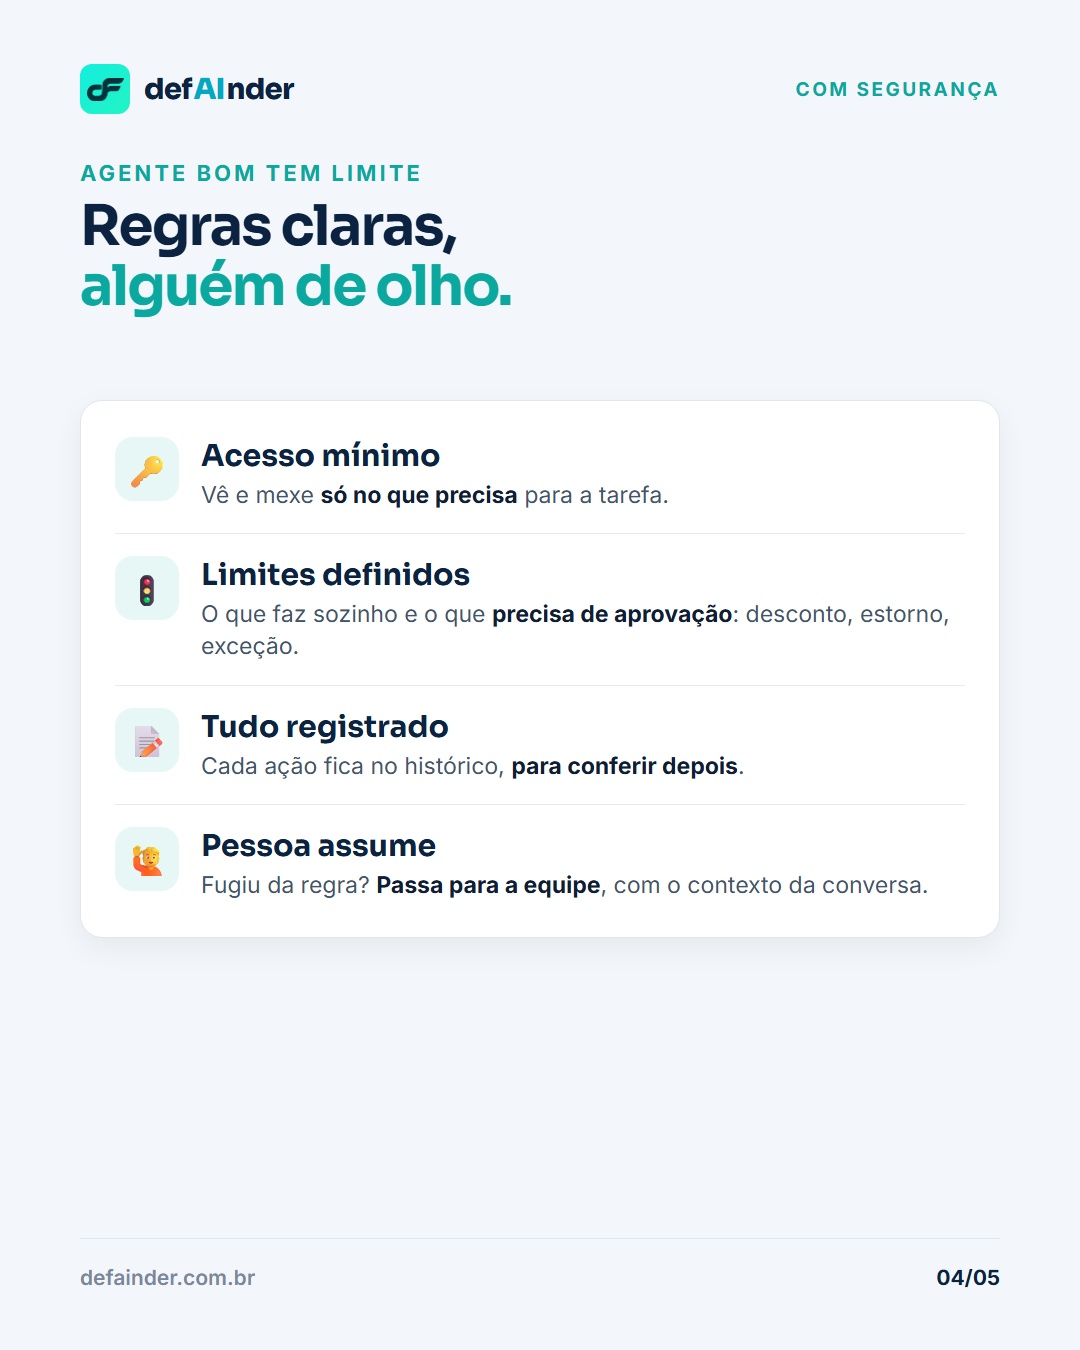 defAInder
COM SEGURANÇA
AGENTE BOM TEM LIMITE
Regras claras,
alguém de olho.
Acesso mínimo
Vê e mexe só no que precisa para a tarefa.
Limites definidos
O que faz sozinho e o que precisa de aprovação: desconto, estorno,
exceção.
Tudo registrado
Cada ação fica no histórico, para conferir depois.
Pessoa assume
Fugiu da regra? Passa para a equipe, com o contexto da conversa.
defainder.com.br
04/05